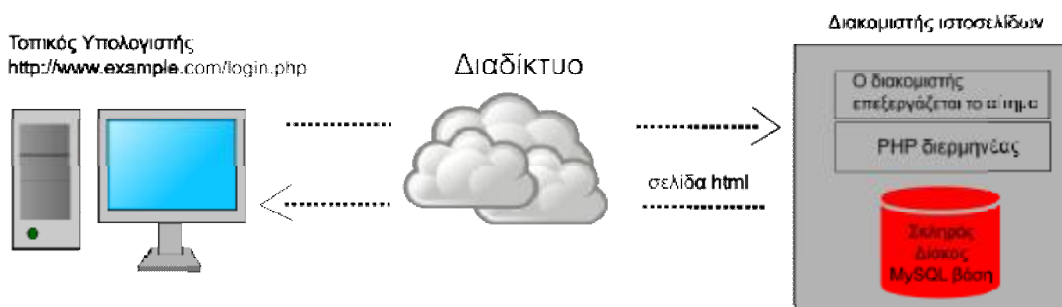 Τοπικός Υπολογιστής
http://www.example.com/login.php
Διαδίκτυο
Διακομιστής ιστοσελίδων
Ο διακομιστής
επεξεργάζεται το αίτημα
PHP διερμηνέας
σελίδα html
Σκληρός
Δίσκος
MySQL βάση